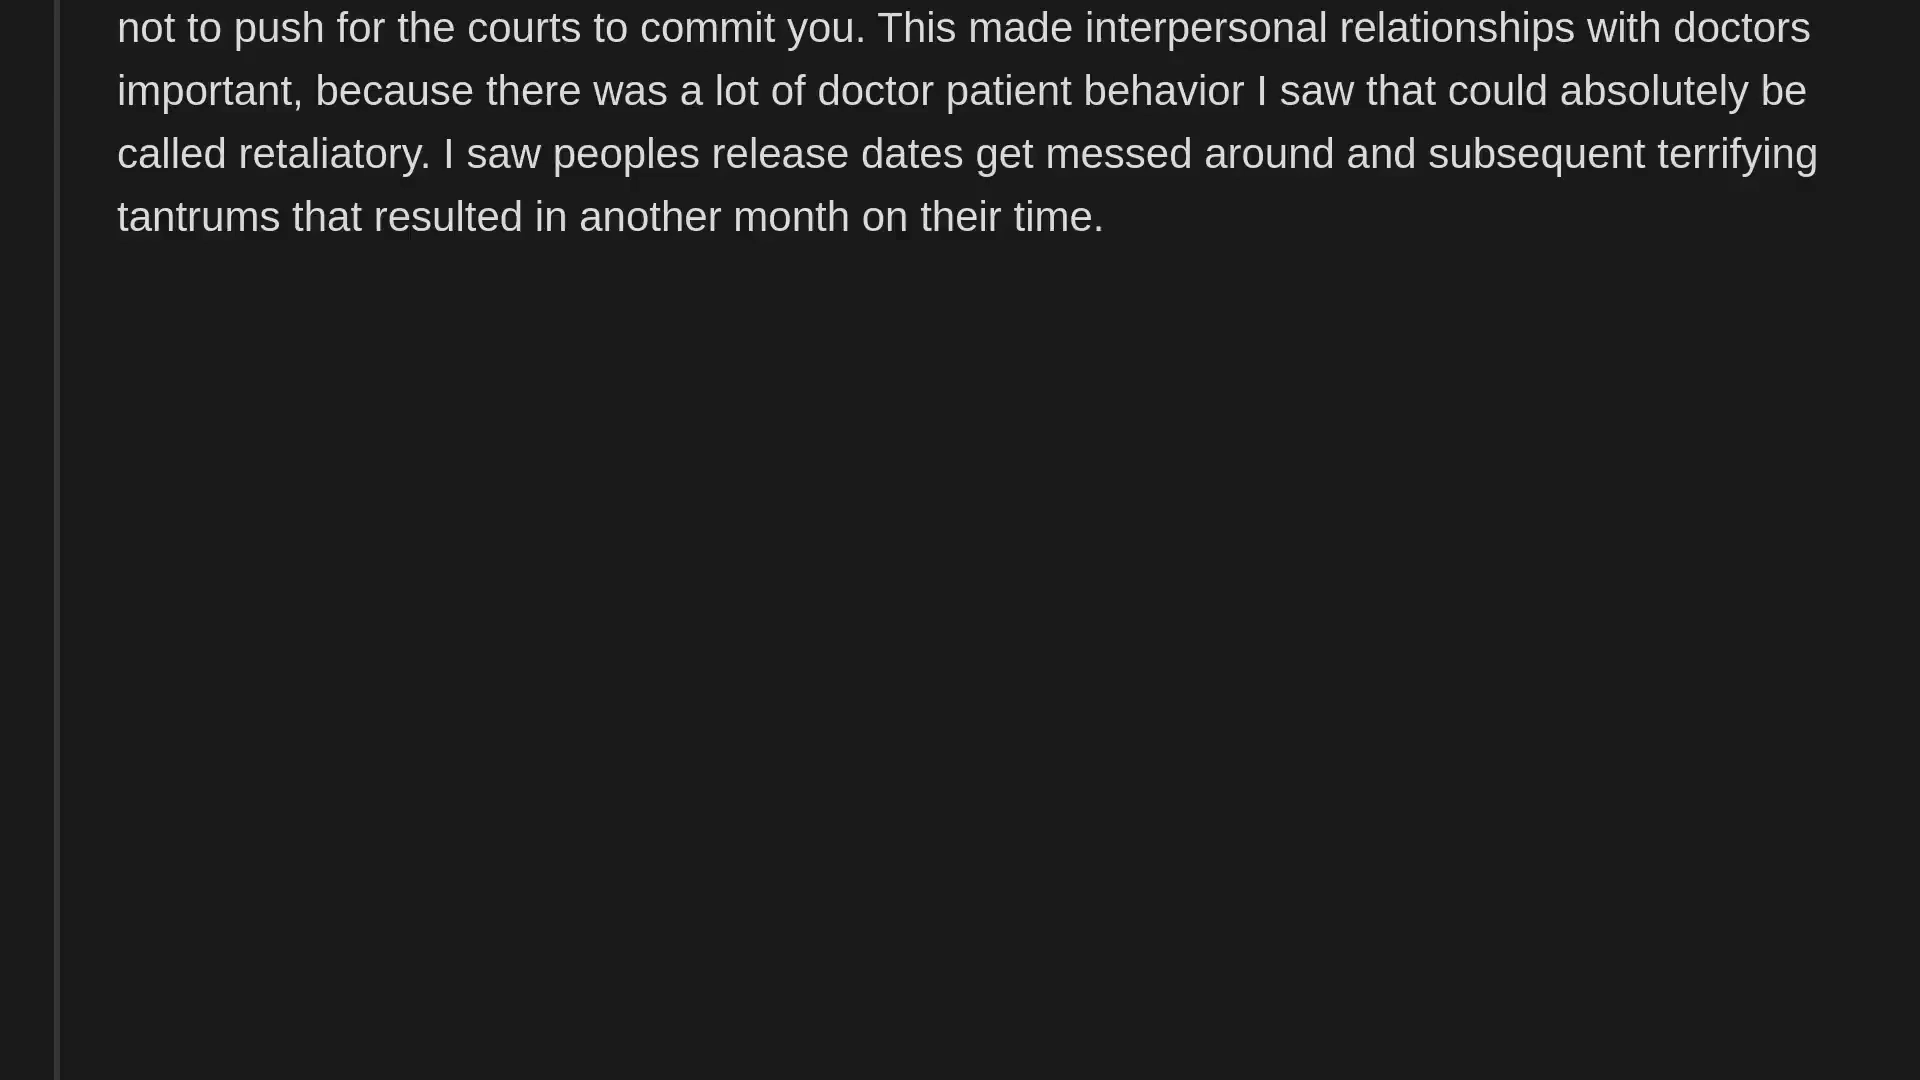 not to push for the courts to commit you. This made interpersonal relationships with doctors
important, because there was a lot of doctor patient behavior I saw that could absolutely be
called retaliatory. I saw peoples release dates get messed around and subsequent terrifying
tantrums that resulted in another month on their time.